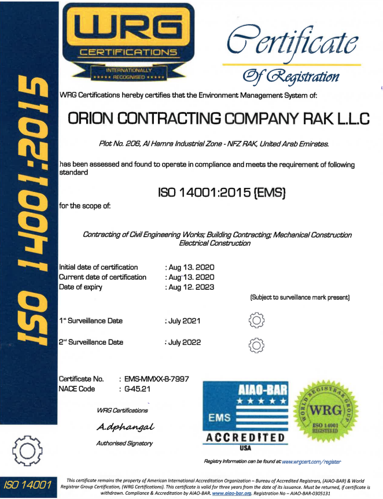 WRG
CERTIFICATIONS
INTERNATIONALLY
RECOGNISED
Certificate
Of Registration
WRG Certifications hereby certifies that the Environment Management System of:
ORION CONTRACTING COMPANY RAK L.L.C
Plot No. 206, Al Hamra Industrial Zone - NFZ RAK, United Arab Emirates.
has been assessed and found to operate in compliance and meets the requirement of following
standard
ISO 14001:2015 (EMS)
for the scope of:
Contracting of Civil Engineering Works; Building Contracting; Mechanical Construction
Electrical Construction
Initial date of certification : Aug 13. 2020
Current date of certification : Aug 13. 2020
Date of expiry : Aug 12. 2023
(Subject to surveillance mark present)
1st Surveillance Date : July 2021
2nd Surveillance Date : July 2022
Certificate No. : EMS-MMXX-6-7997
NACE Code : G-45.21
WRG Certifications
Authorised Signatory
AIAO-BAR
EMS
ACCREDITED
USA
WRG
ISO 14001
REGISTERED
Registry Information can be found at www.wrgcert.com/register
ISO 14001:2015
ISO 14001
This certificate remains the property of American International Accreditation Organization – Bureau of Accredited Registrars, (AIAO-BAR) & World
Registrar Group Certification, (WRG Certifications). This certificate is valid for three years from the date of its issuance. Must be returned, if certificate is
withdrawn. Compliance & Accreditation by AIAO-BAR. www.aiao-bar.org. Registration No – AIAO-BAR-0305131